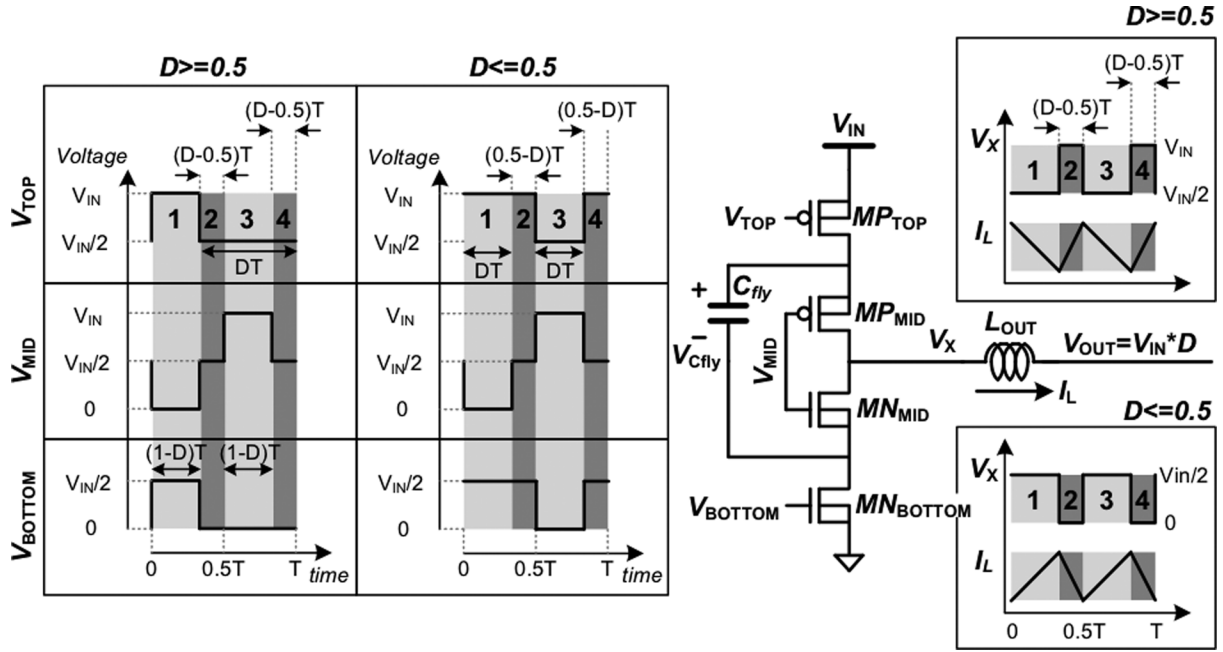 D>=0.5
D<=0.5
(D-0.5)T
(D-0.5)T
Voltage
V_TOP
V_IN
V_IN/2
1
2
3
4
DT
(0.5-D)T
(0.5-D)T
Voltage
V_IN
V_IN/2
1
2
3
4
DT
DT
V_MID
V_IN
V_IN/2
0
V_IN
V_IN/2
0
V_BOTTOM
(1-D)T
(1-D)T
V_IN/2
0
0
0.5T
T
time
V_IN/2
0
0
0.5T
T
time
V_IN
V_TOP
MP_TOP
+
C_fly
−
V_Cfly
MP_MID
V_MID
MN_MID
V_BOTTOM
MN_BOTTOM
V_X
L_OUT
V_OUT=V_IN*D
I_L
D>=0.5
(D-0.5)T
(D-0.5)T
V_X
V_IN
V_IN/2
1
2
3
4
I_L
D<=0.5
V_X
Vin/2
0
1
2
3
4
I_L
0
0.5T
T